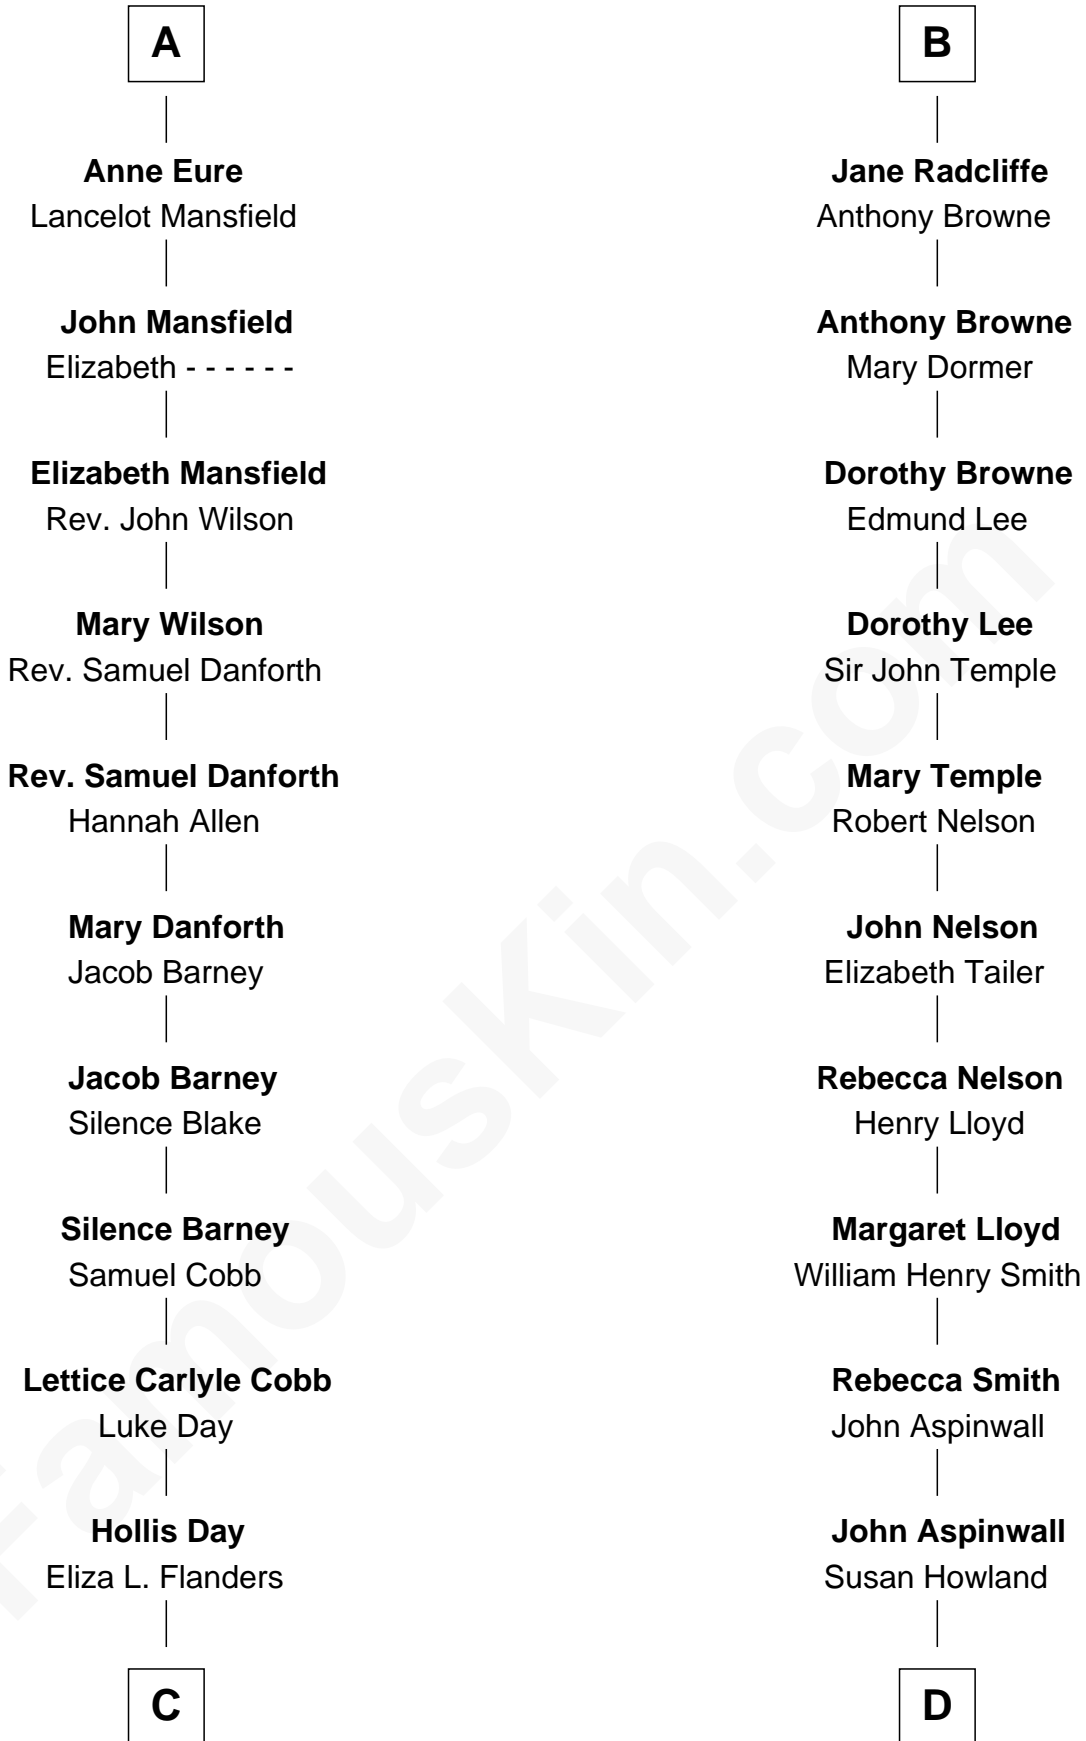 A
Anne Eure
Lancelot Mansfield
John Mansfield
Elizabeth - - - - - -
Elizabeth Mansfield
Rev. John Wilson
Mary Wilson
Rev. Samuel Danforth
Rev. Samuel Danforth
Hannah Allen
Mary Danforth
Jacob Barney
Jacob Barney
Silence Blake
Silence Barney
Samuel Cobb
Lettice Carlyle Cobb
Luke Day
Hollis Day
Eliza L. Flanders
C
B
Jane Radcliffe
Anthony Browne
Anthony Browne
Mary Dormer
Dorothy Browne
Edmund Lee
Dorothy Lee
Sir John Temple
Mary Temple
Robert Nelson
John Nelson
Elizabeth Tailer
Rebecca Nelson
Henry Lloyd
Margaret Lloyd
William Henry Smith
Rebecca Smith
John Aspinwall
John Aspinwall
Susan Howland
D
FamousKin.com